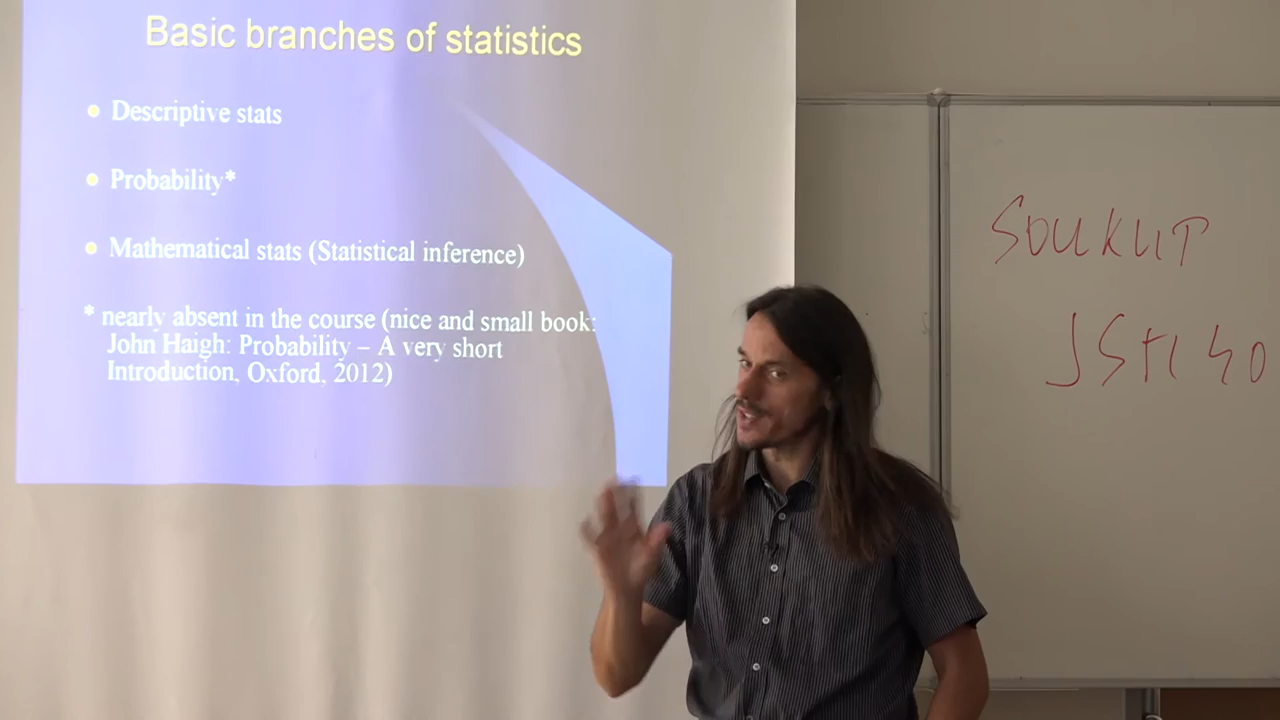 Basic branches of statistics
• Descriptive stats
• Probability*
• Mathematical stats (Statistical inference)
* nearly absent in the course (nice and small book:
John Haigh: Probability – A very short
Introduction, Oxford, 2012)
SOUKUP